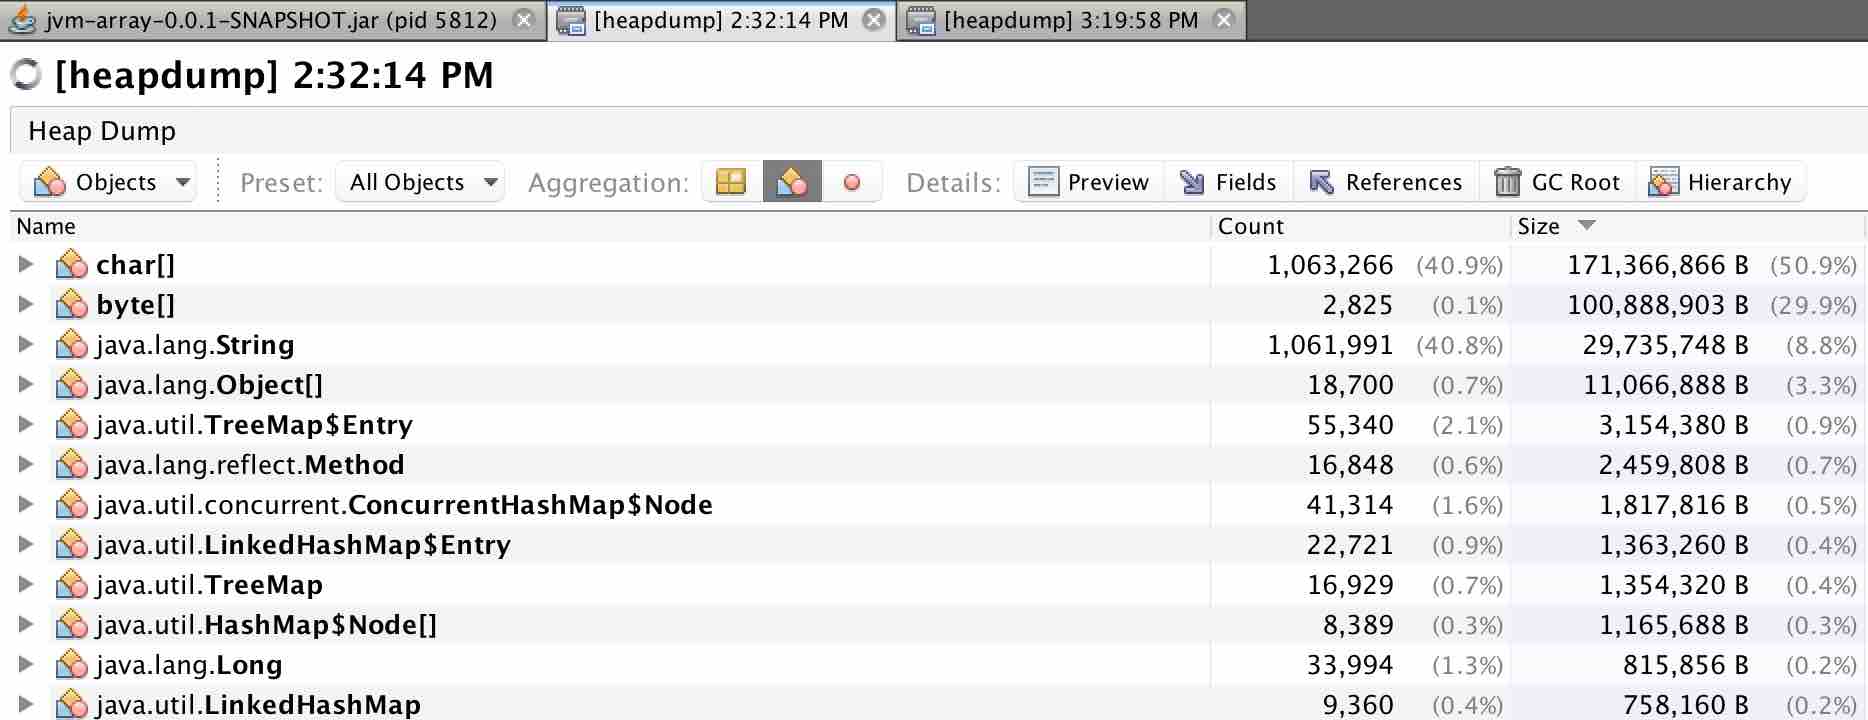 jvm-array-0.0.1-SNAPSHOT.jar (pid 5812) [heapdump] 2:32:14 PM [heapdump] 3:19:58 PM
[heapdump] 2:32:14 PM
Heap Dump
Objects Preset: All Objects Aggregation: Details: Preview Fields References GC Root Hierarchy
Name Count Size
char[] 1,063,266 (40.9%) 171,366,866 B (50.9%)
byte[] 2,825 (0.1%) 100,888,903 B (29.9%)
java.lang.String 1,061,991 (40.8%) 29,735,748 B (8.8%)
java.lang.Object[] 18,700 (0.7%) 11,066,888 B (3.3%)
java.util.TreeMap$Entry 55,340 (2.1%) 3,154,380 B (0.9%)
java.lang.reflect.Method 16,848 (0.6%) 2,459,808 B (0.7%)
java.util.concurrent.ConcurrentHashMap$Node 41,314 (1.6%) 1,817,816 B (0.5%)
java.util.LinkedHashMap$Entry 22,721 (0.9%) 1,363,260 B (0.4%)
java.util.TreeMap 16,929 (0.7%) 1,354,320 B (0.4%)
java.util.HashMap$Node[] 8,389 (0.3%) 1,165,688 B (0.3%)
java.lang.Long 33,994 (1.3%) 815,856 B (0.2%)
java.util.LinkedHashMap 9,360 (0.4%) 758,160 B (0.2%)